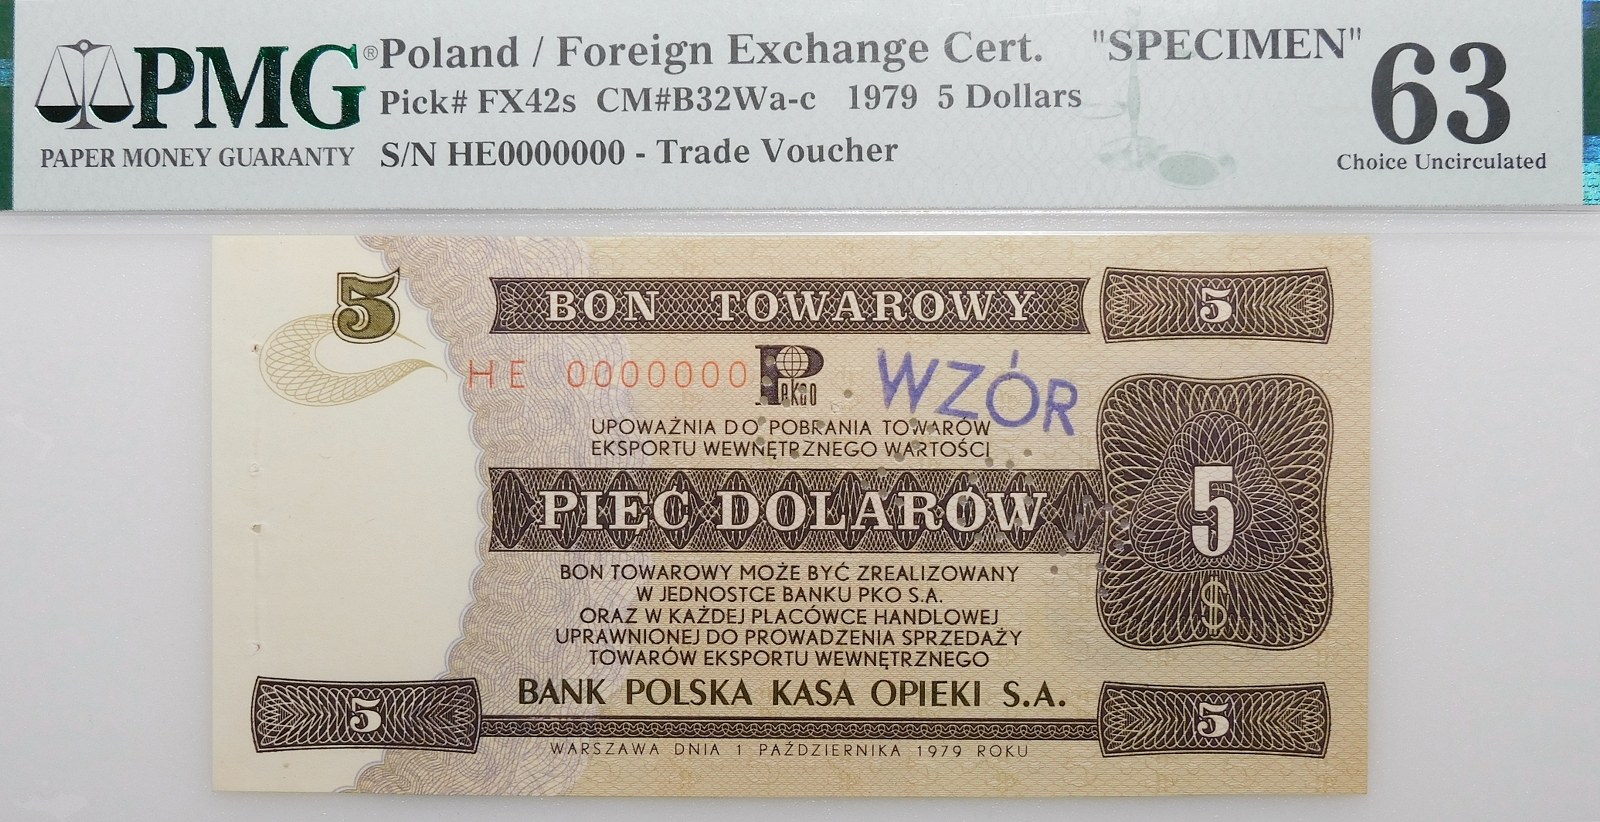 PMG® Poland / Foreign Exchange Cert. "SPECIMEN" 63
Pick# FX42s CM#B32Wa-c 1979 5 Dollars
PAPER MONEY GUARANTY S/N HE0000000 - Trade Voucher Choice Uncirculated
5 BON TOWAROWY 5
HE 0000000 Pekao WZÓR
UPOWAŻNIA DO POBRANIA TOWARÓW
EKSPORTU WEWNĘTRZNEGO WARTOŚCI
PIĘĆ DOLARÓW 5
$
BON TOWAROWY MOŻE BYĆ ZREALIZOWANY
W JEDNOSTCE BANKU PKO S.A.
ORAZ W KAŻDEJ PLACÓWCE HANDLOWEJ
UPRAWNIONEJ DO PROWADZENIA SPRZEDAŻY
TOWARÓW EKSPORTU WEWNĘTRZNEGO
BANK POLSKA KASA OPIEKI S.A.
5 5
WARSZAWA DNIA 1 PAŹDZIERNIKA 1979 ROKU